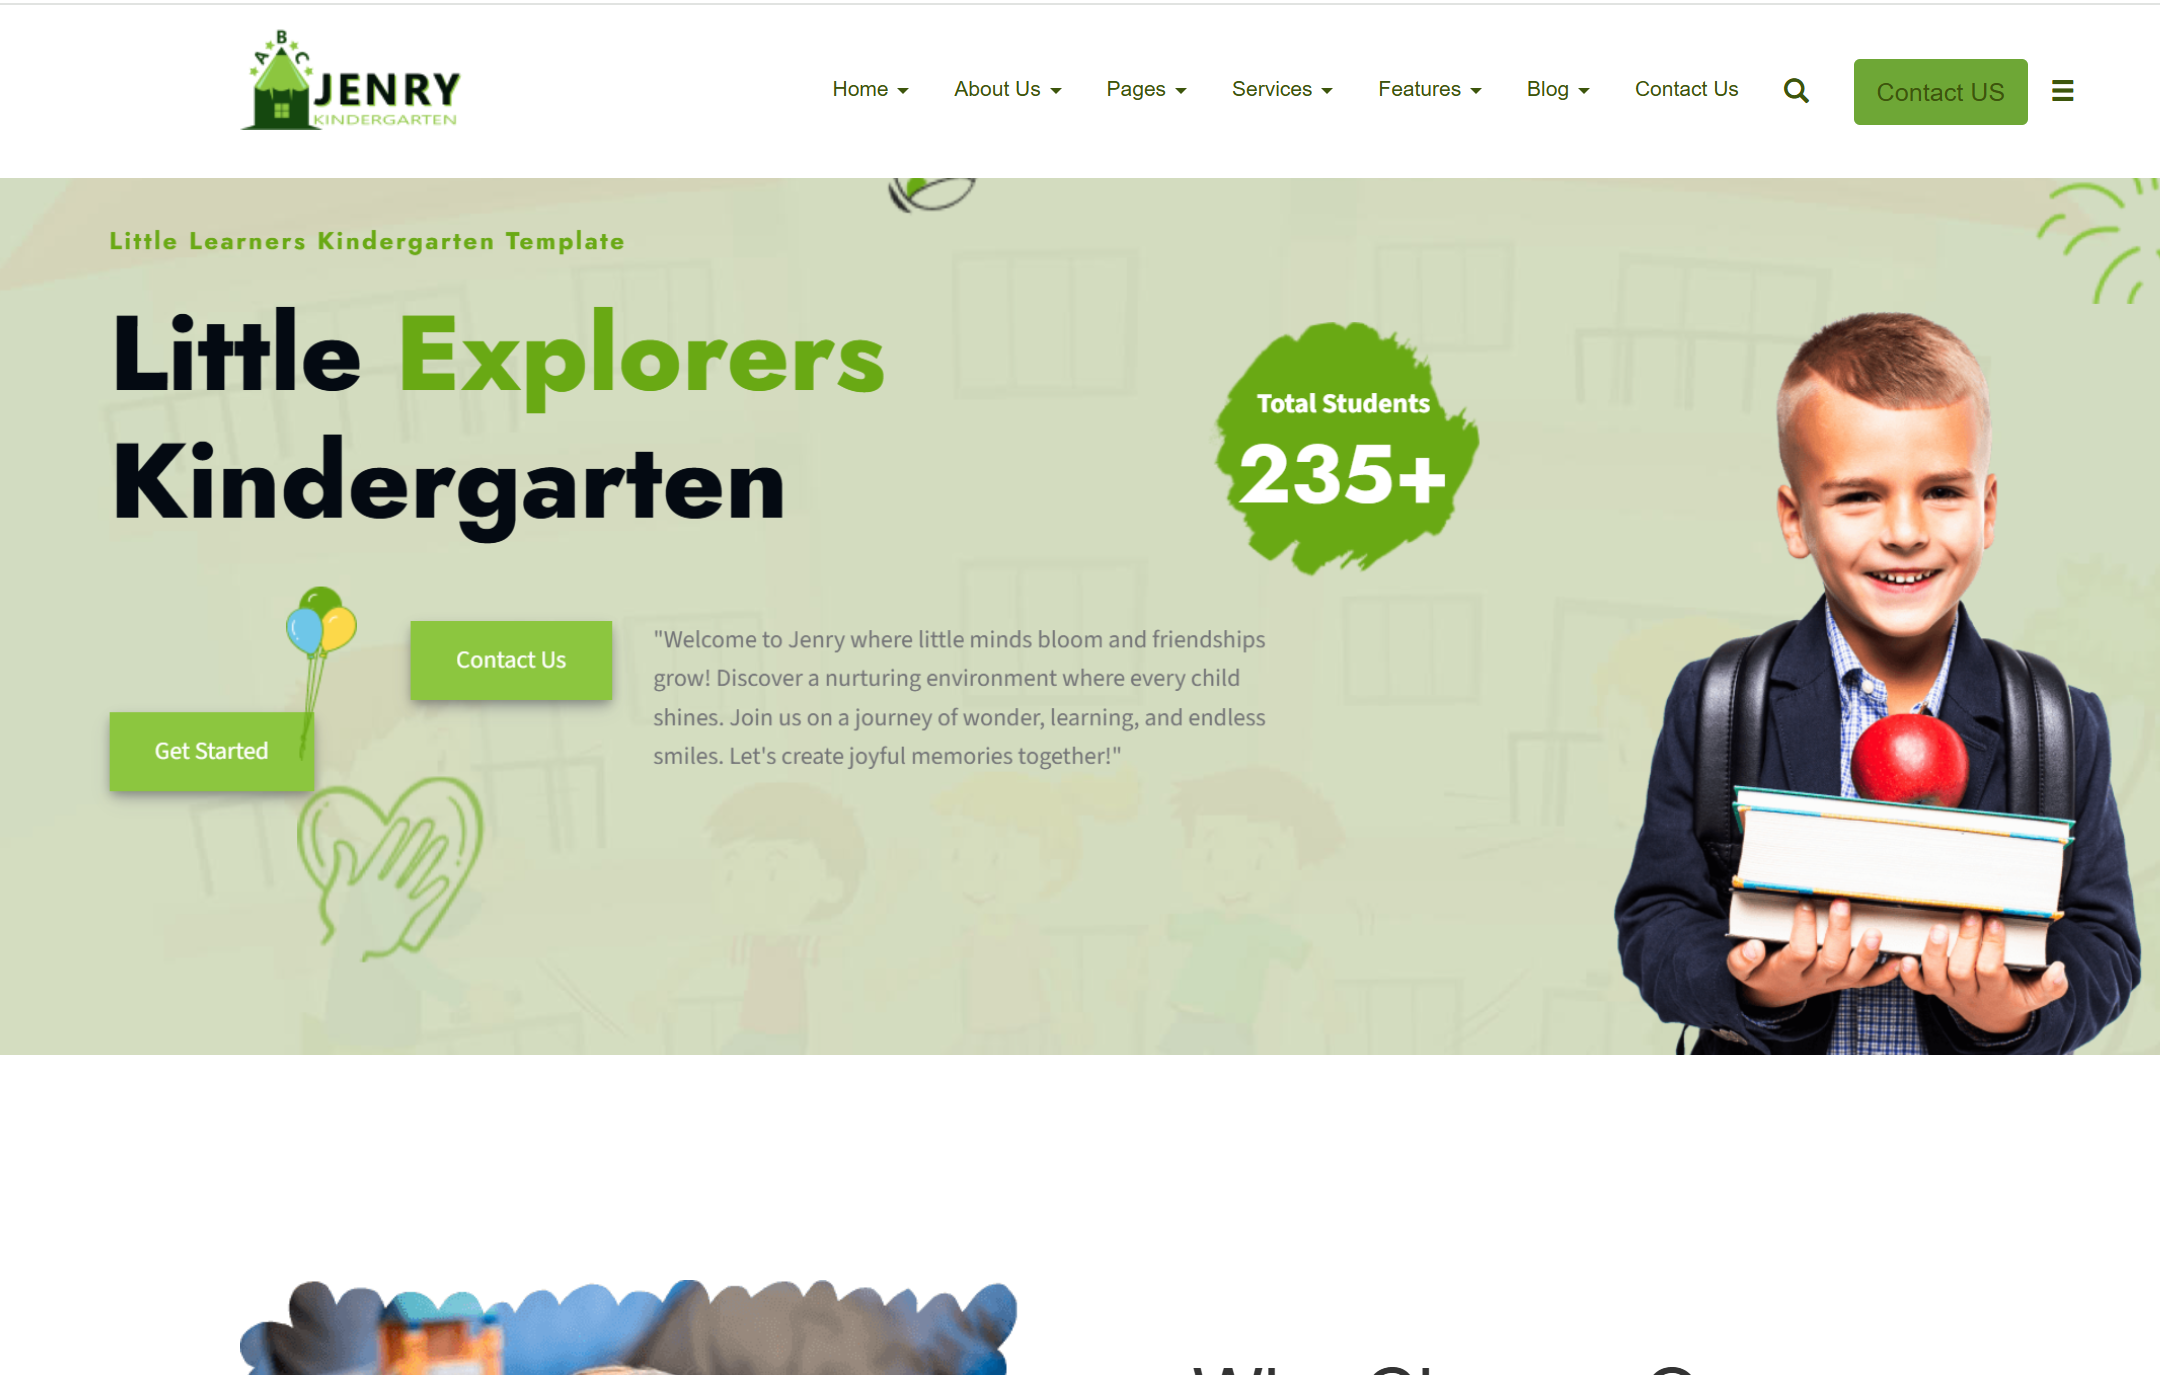 A B C
JENRY
KINDERGARTEN
Home
About Us
Pages
Services
Features
Blog
Contact Us
Contact US
Little Learners Kindergarten Template
Little Explorers
Kindergarten
Total Students
235+
Contact Us
Get Started
"Welcome to Jenry where little minds bloom and friendships
grow! Discover a nurturing environment where every child
shines. Join us on a journey of wonder, learning, and endless
smiles. Let's create joyful memories together!"